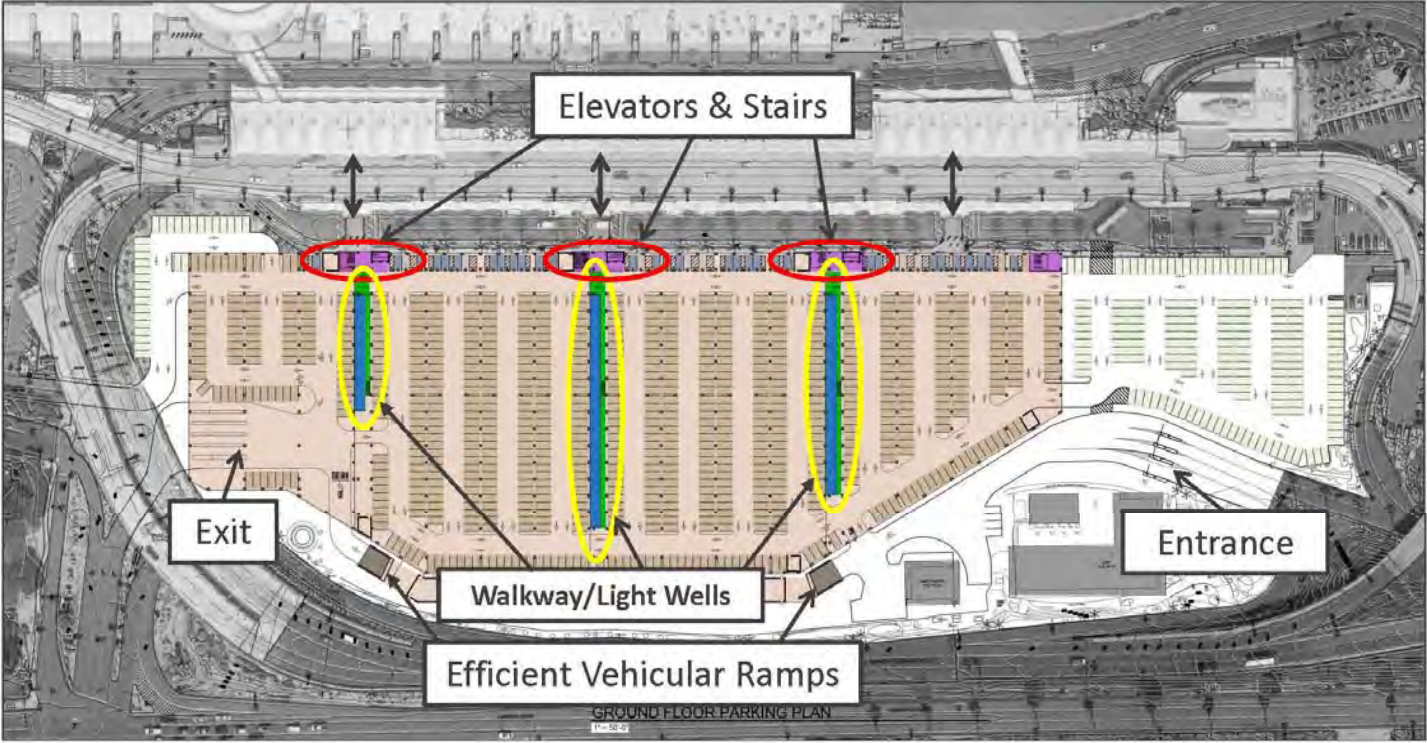 Elevators & Stairs
Exit
Entrance
Walkway/Light Wells
Efficient Vehicular Ramps
GROUND FLOOR PARKING PLAN